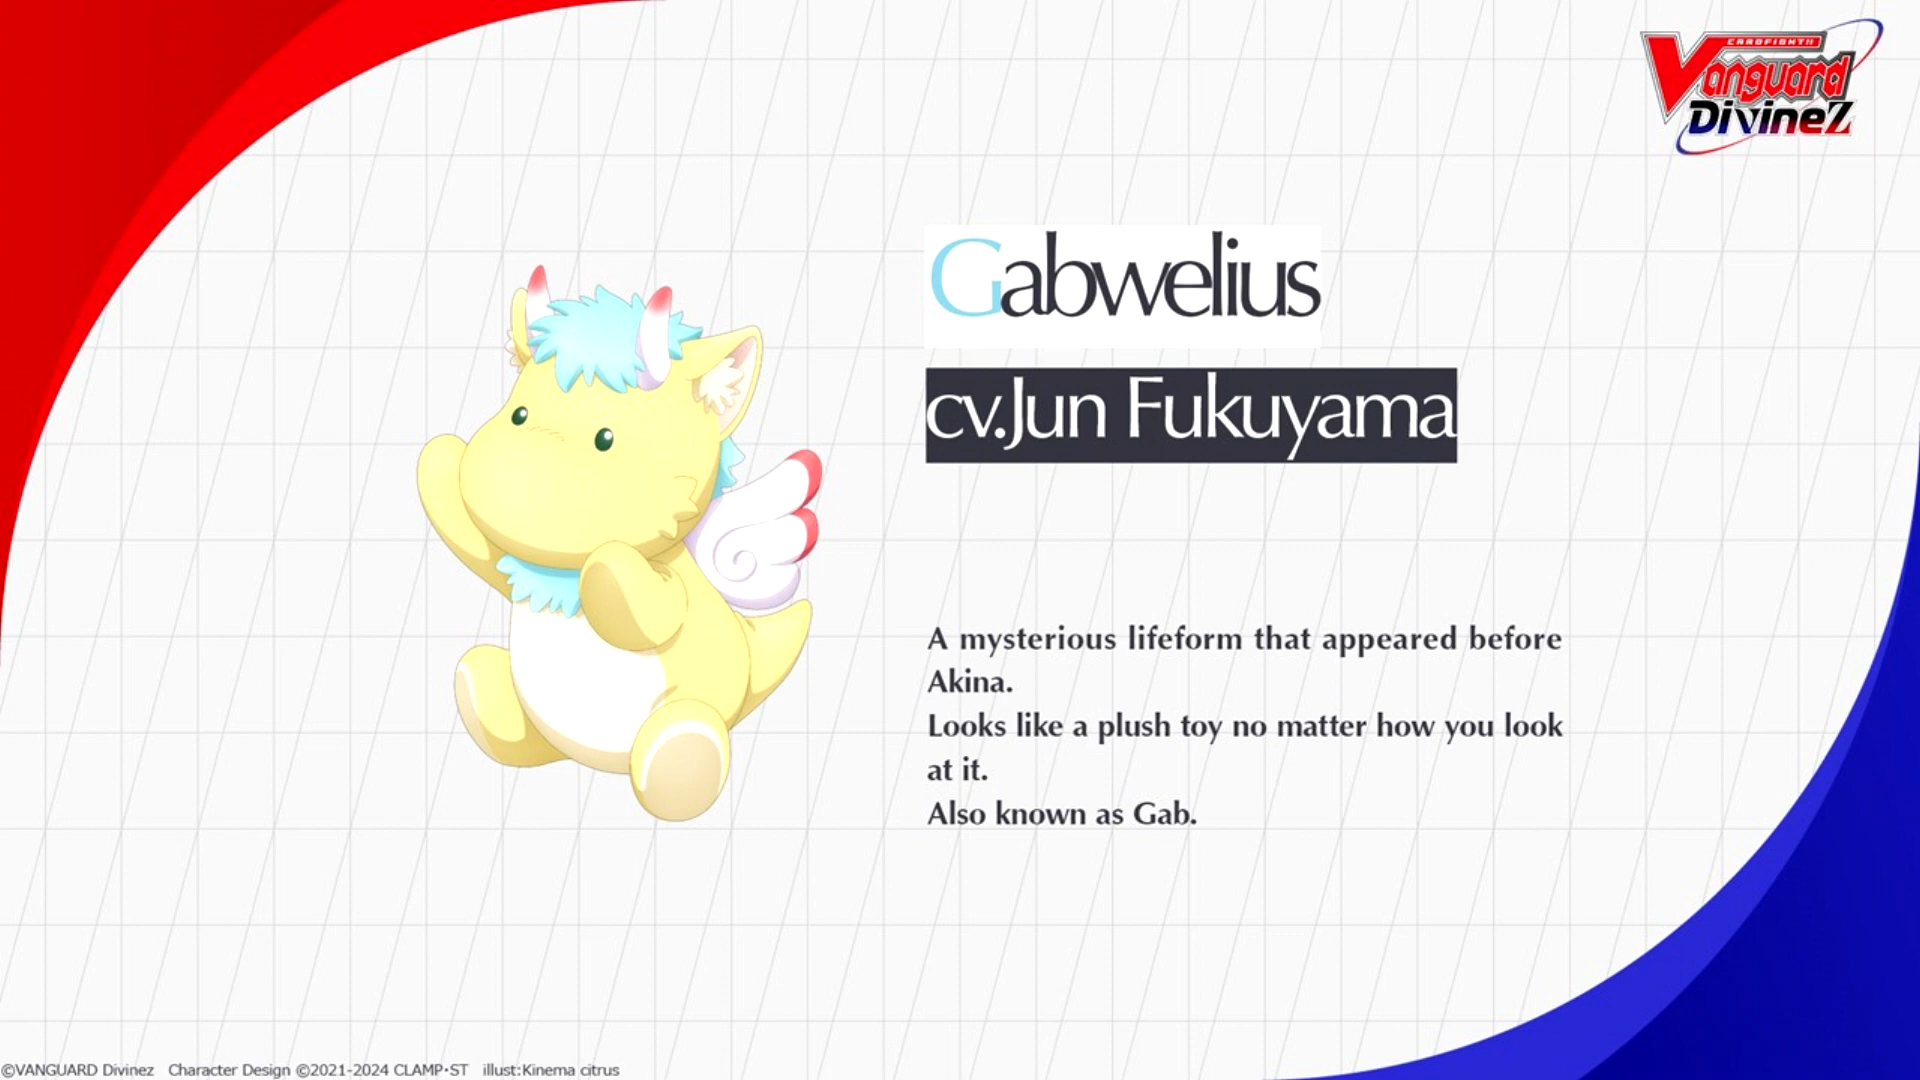 CARDFIGHT!!
Vanguard
DivineZ
Gabwelius
cv.Jun Fukuyama
A mysterious lifeform that appeared before
Akina.
Looks like a plush toy no matter how you look
at it.
Also known as Gab.
©VANGUARD Divinez Character Design ©2021-2024 CLAMP・ST illust:Kinema citrus